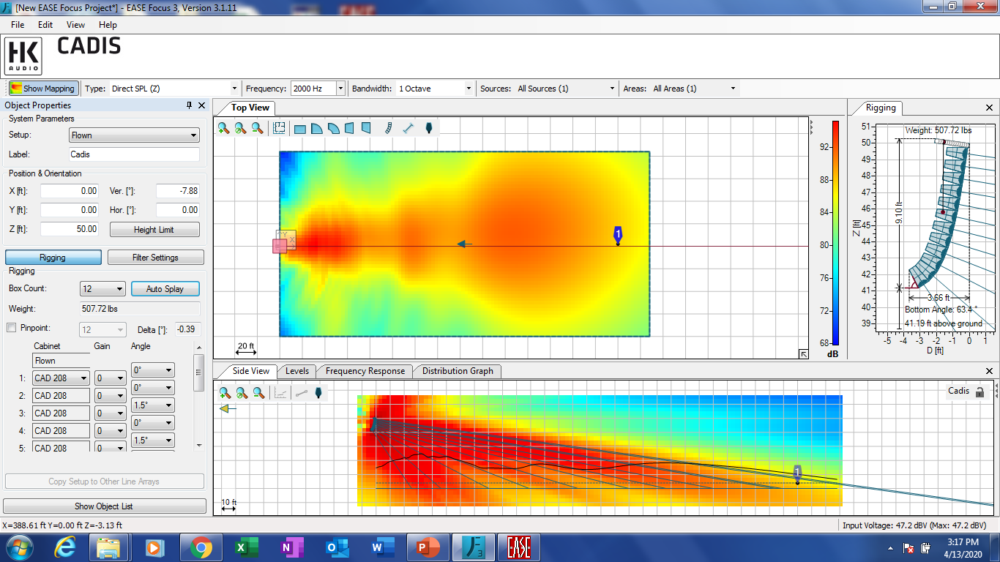 [New EASE Focus Project*] - EASE Focus 3, Version 3.1.11
File Edit View Help
HK AUDIO CADIS
Show Mapping Type: Direct SPL (Z) Frequency: 2000 Hz Bandwidth: 1 Octave Sources: All Sources (1) Areas: All Areas (1)
Object Properties
System Parameters
Setup: Flown
Label: Cadis
Position & Orientation
X [ft]: 0.00 Ver. [°]: -7.88
Y [ft]: 0.00 Hor. [°]: 0.00
Z [ft]: 50.00 Height Limit
Rigging Filter Settings
Rigging
Box Count: 12 Auto Splay
Weight: 507.72 lbs
Pinpoint: 12 Delta [°]: -0.39
Cabinet Gain Angle
Flown
0°
1: CAD 208 0
0°
2: CAD 208 0
1.5°
3: CAD 208 0
0°
4: CAD 208 0
1.5°
5: CAD 208 0
Copy Setup to Other Line Arrays
Show Object List
Top View
Y
X
1
20 ft
92
88
84
80
76
72
68
dB
Rigging
Weight: 507.72 lbs
51
50
49
48
47
46
45
44
43
42
41
40
39
Z [ft]
9.10 ft
3.66 ft
Bottom Angle: 63.4 °
41.19 ft above ground
-5 -4 -3 -2 -1 0 1
D [ft]
Side View Levels Frequency Response Distribution Graph
Cadis
1
10 ft
X=388.61 ft Y=0.00 ft Z=-3.13 ft
Input Voltage: 47.2 dBV (Max: 47.2 dBV)
F3
EASE
3:17 PM
4/13/2020